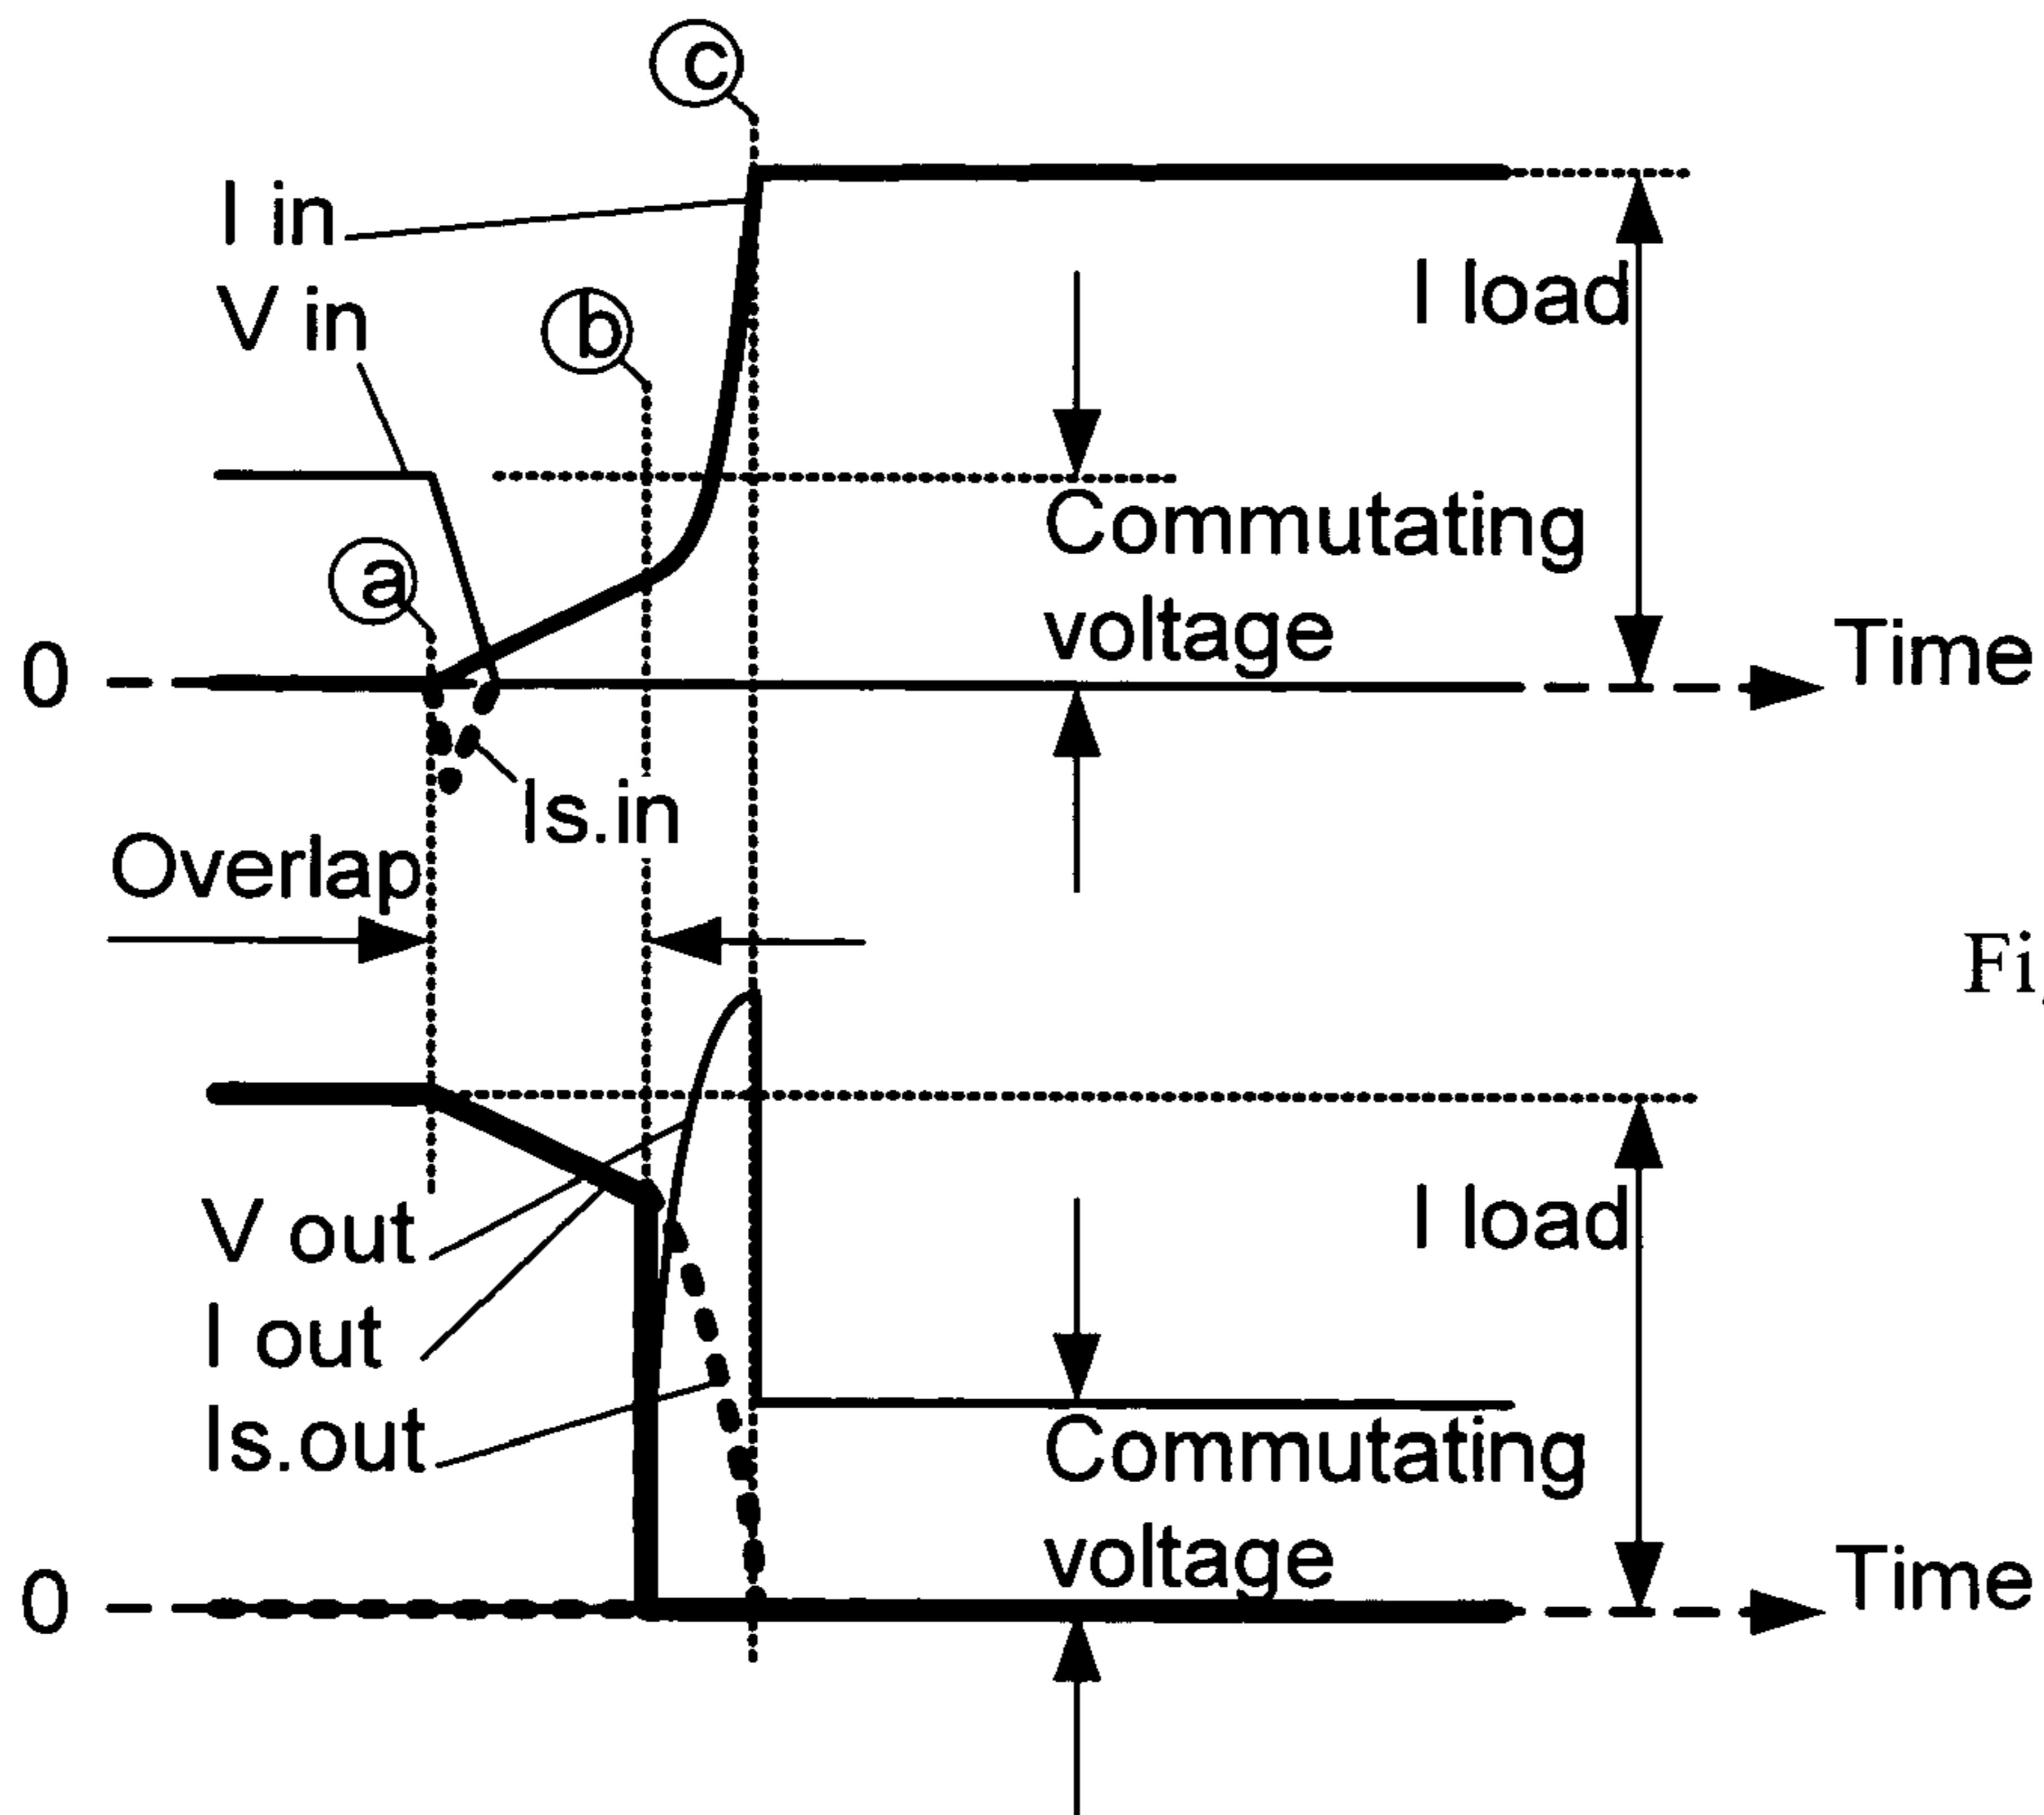 c
I in
V in
b
I load
a
Commutating
voltage
Time
0
Is.in
Overlap
Fi
V out
I load
I out
Is.out
Commutating
voltage
Time
0